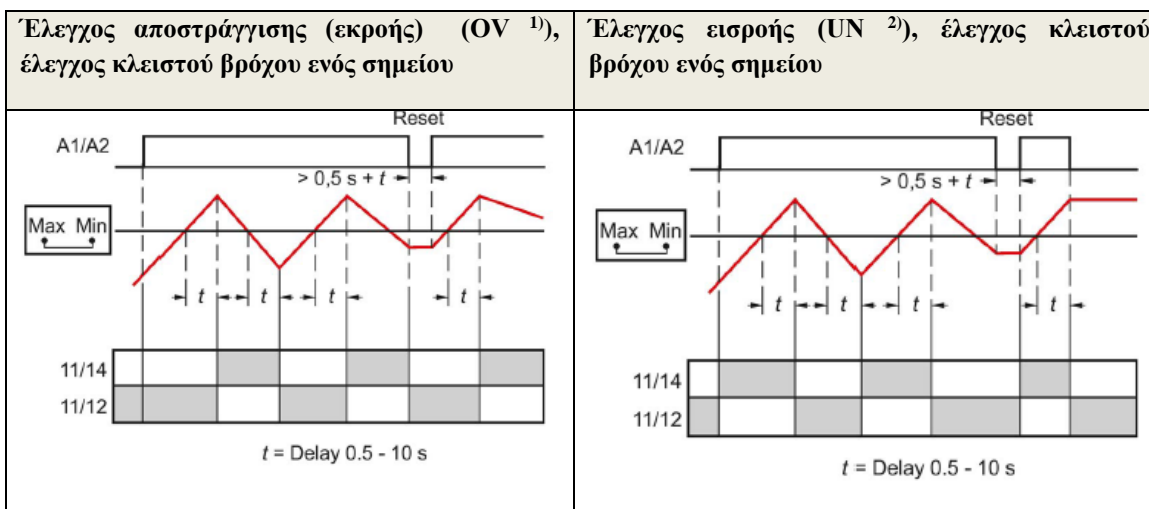 Έλεγχος αποστράγγισης (εκροής) (OV 1)),
έλεγχος κλειστού βρόχου ενός σημείου
Reset
A1/A2
> 0,5 s + t
Max Min
t
t
t
t
11/14
11/12
t = Delay 0.5 - 10 s
Έλεγχος εισροής (UN 2)), έλεγχος κλειστού
βρόχου ενός σημείου
Reset
A1/A2
> 0,5 s + t
Max Min
t
t
t
t
11/14
11/12
t = Delay 0.5 - 10 s